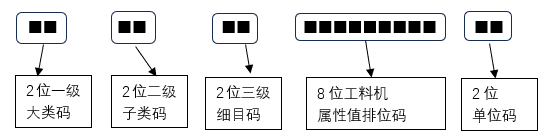 2位一级
大类码
2位二级
子类码
2位三级
细目码
8位工料机
属性值排位码
2位
单位码